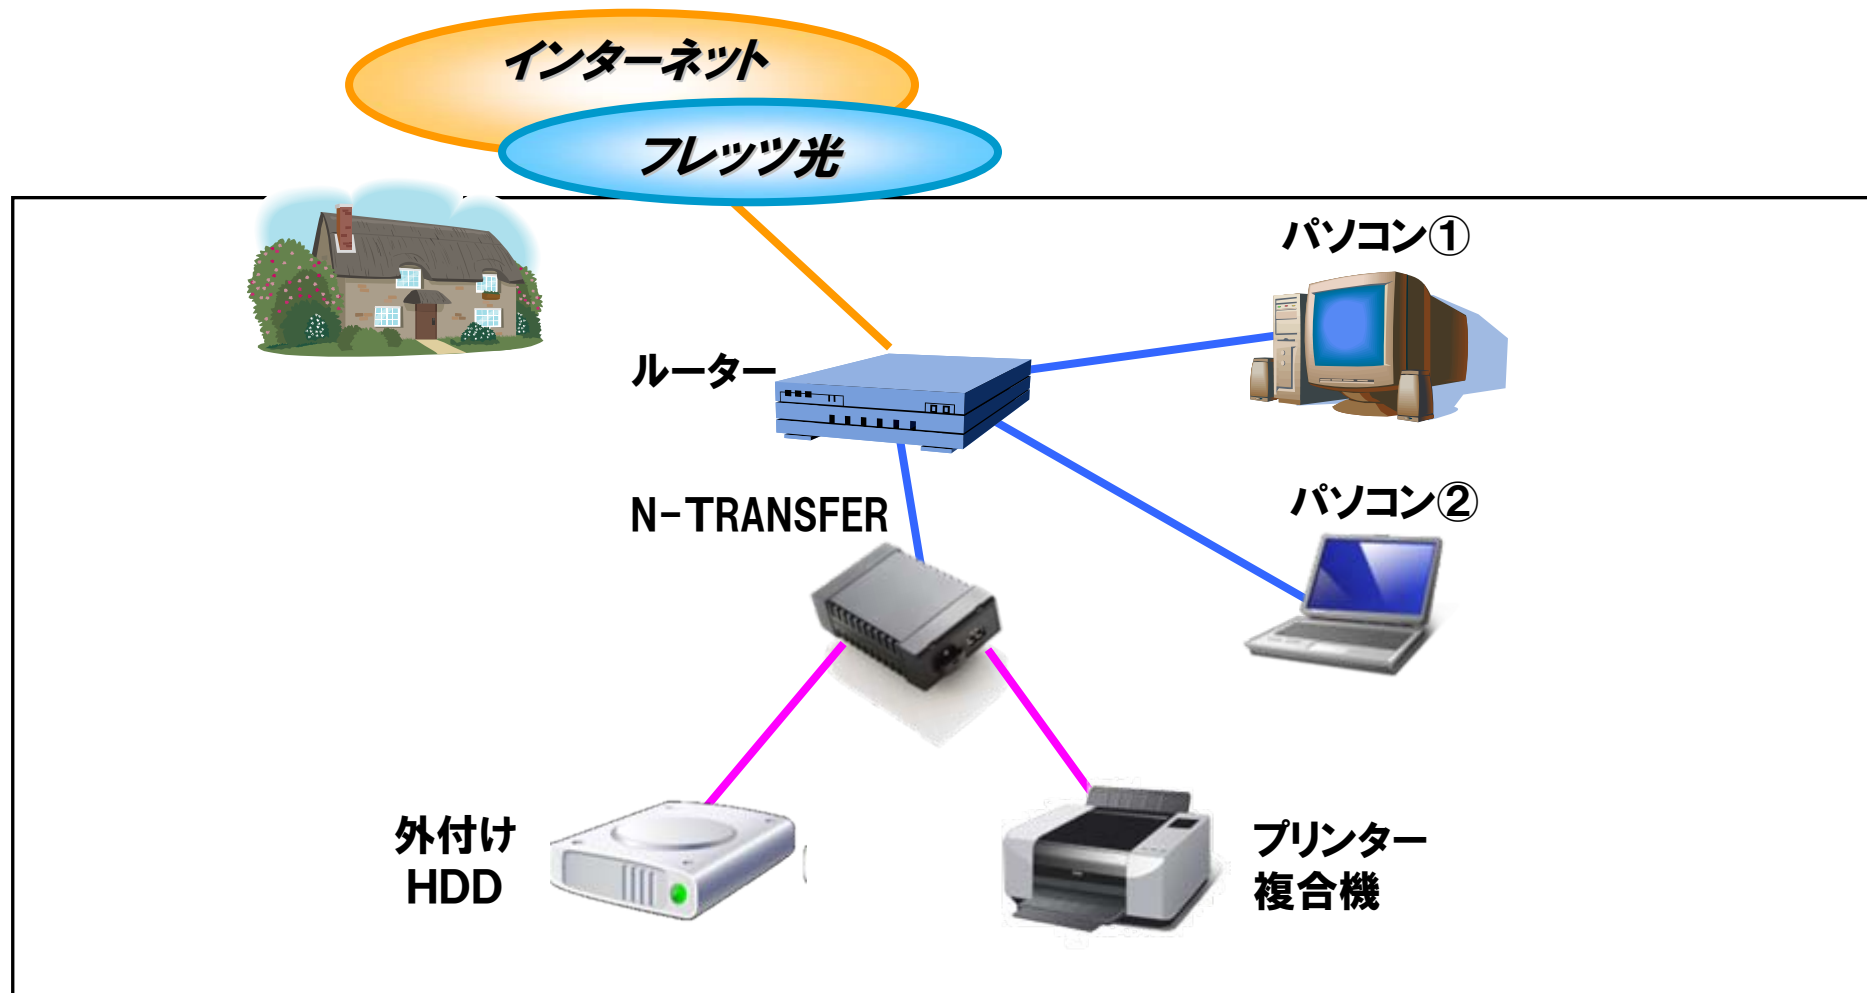 インターネット
フレッツ光
パソコン①
ルーター
パソコン②
N-TRANSFER
外付け
HDD
プリンター
複合機